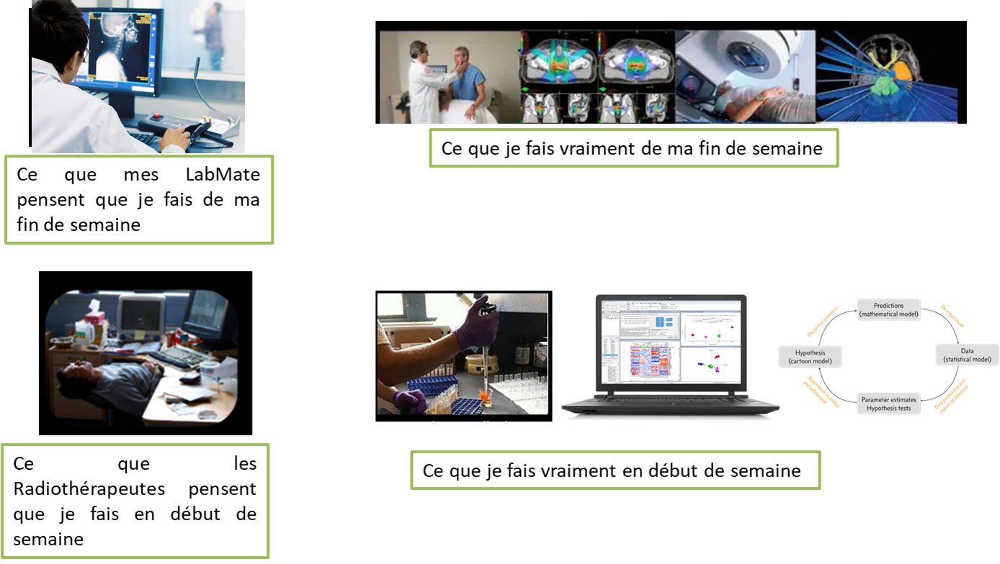 Ce que mes LabMate
pensent que je fais de ma
fin de semaine
Ce que je fais vraiment de ma fin de semaine
Ce que les
Radiothérapeutes pensent
que je fais en début de
semaine
Ce que je fais vraiment en début de semaine
Predictions
(mathematical model)
Deductive inference
Do experiment
Hypothesis
(cartoon model)
Data
(statistical model)
Hypothesis invention
and refinement
Data processing and
statistical inference
Parameter estimates
Hypothesis tests